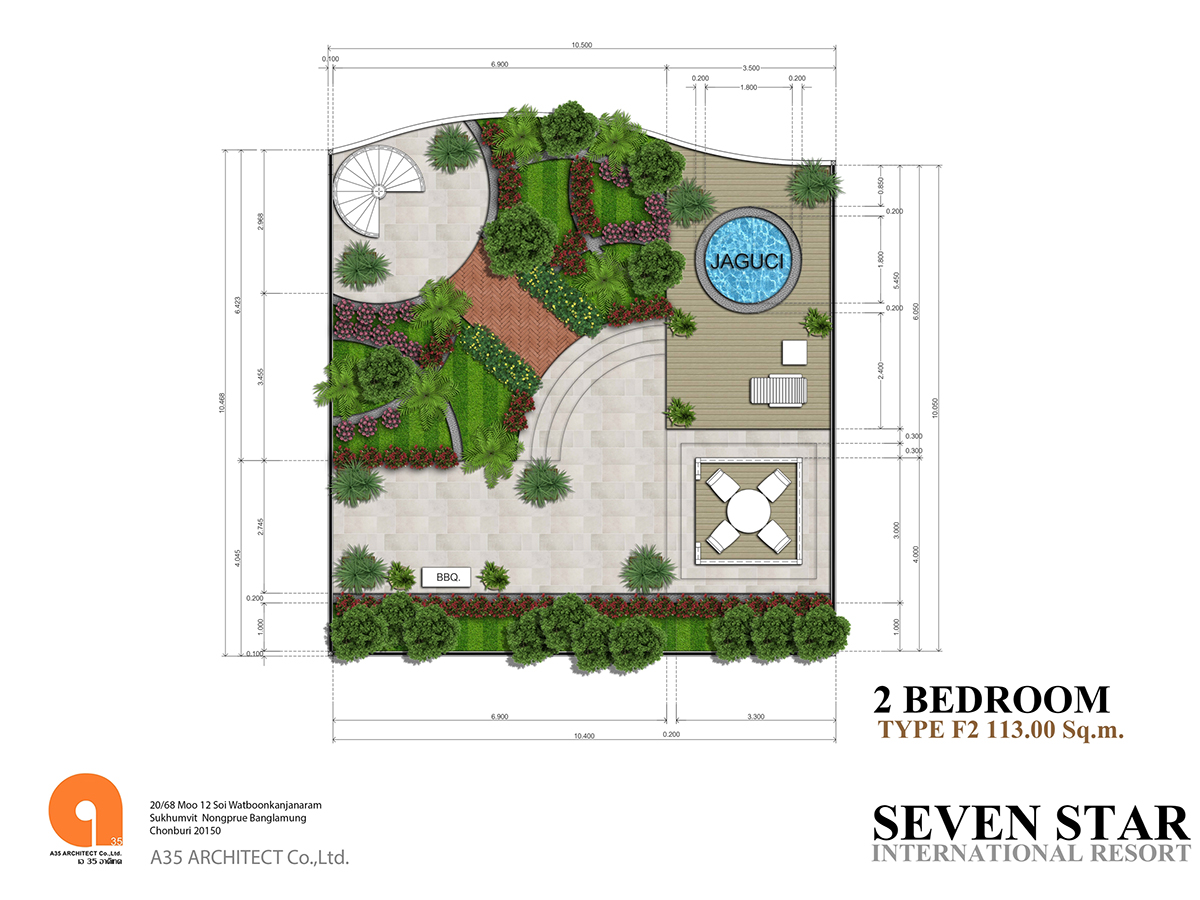 10.500
0.100
6.900
3.500
0.200
0.200
1.800
JAGUCI
BBQ.
2.968
6.423
3.455
10.468
2.745
4.045
0.200
1.000
0.100
0.850
0.200
1.800
5.450
0.200
6.050
2.400
10.050
0.300
0.300
3.000
4.000
1.000
6.900
3.300
0.200
10.400
2 BEDROOM
TYPE F2 113.00 Sq.m.
35
A35 ARCHITECT Co.,Ltd.
เอ 35 อาคิเทค
20/68 Moo 12 Soi Watboonkanjanaram
Sukhumvit Nongprue Banglamung
Chonburi 20150
A35 ARCHITECT Co.,Ltd.
SEVEN STAR
INTERNATIONAL RESORT